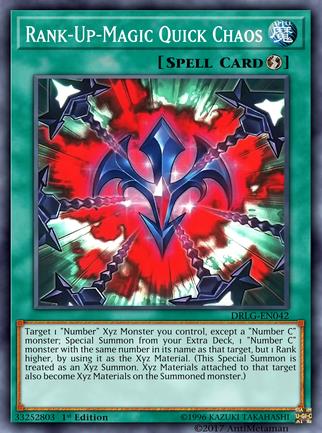 Rank-Up-Magic Quick Chaos
[Spell Card]
DRLG-EN042
Target 1 "Number" Xyz Monster you control, except a "Number C"
monster; Special Summon from your Extra Deck, 1 "Number C"
monster with the same number in its name as that target, but 1 Rank
higher, by using it as the Xyz Material. (This Special Summon
is treated as an Xyz Summon. Xyz Materials attached to that target
also become Xyz Materials on the Summoned monster.)
33252803
1st Edition
©1996 KAZUKI TAKAHASHI
©2017 AntiMetaman